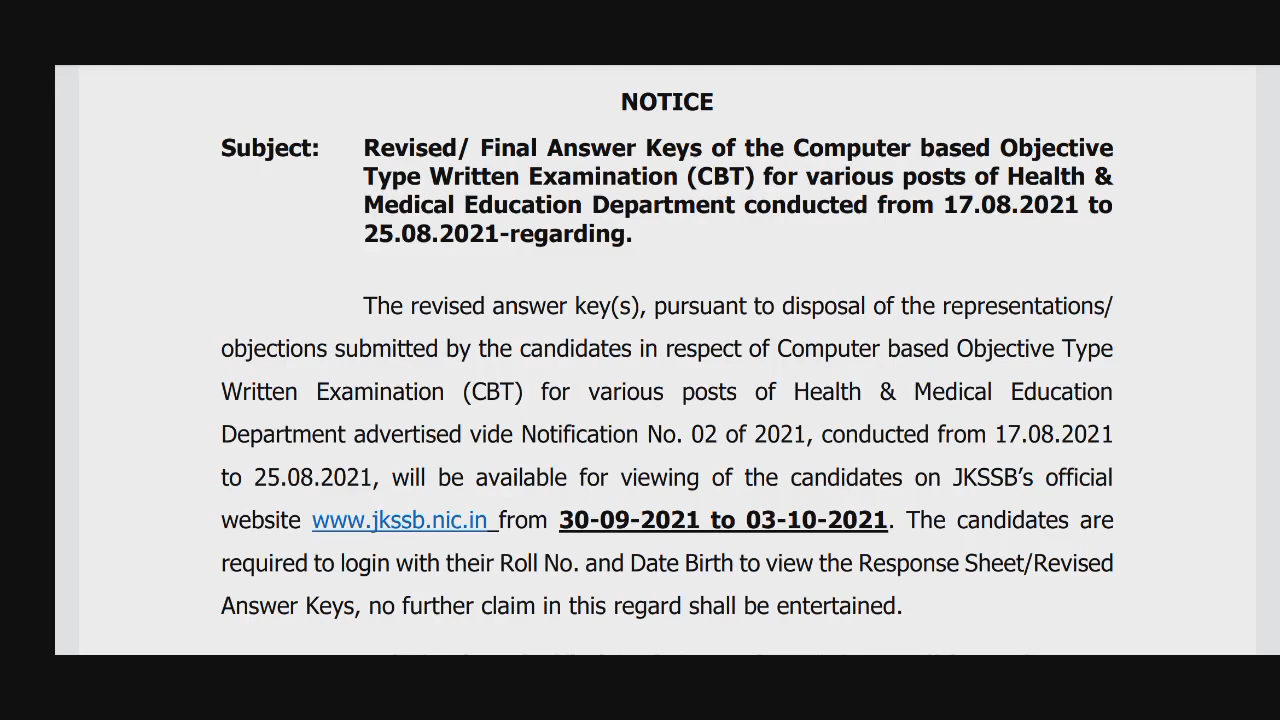 NOTICE
Subject: Revised/ Final Answer Keys of the Computer based Objective
Type Written Examination (CBT) for various posts of Health &
Medical Education Department conducted from 17.08.2021 to
25.08.2021-regarding.
The revised answer key(s), pursuant to disposal of the representations/
objections submitted by the candidates in respect of Computer based Objective Type
Written Examination (CBT) for various posts of Health & Medical Education
Department advertised vide Notification No. 02 of 2021, conducted from 17.08.2021
to 25.08.2021, will be available for viewing of the candidates on JKSSB’s official
website www.jkssb.nic.in from 30-09-2021 to 03-10-2021. The candidates are
required to login with their Roll No. and Date Birth to view the Response Sheet/Revised
Answer Keys, no further claim in this regard shall be entertained.